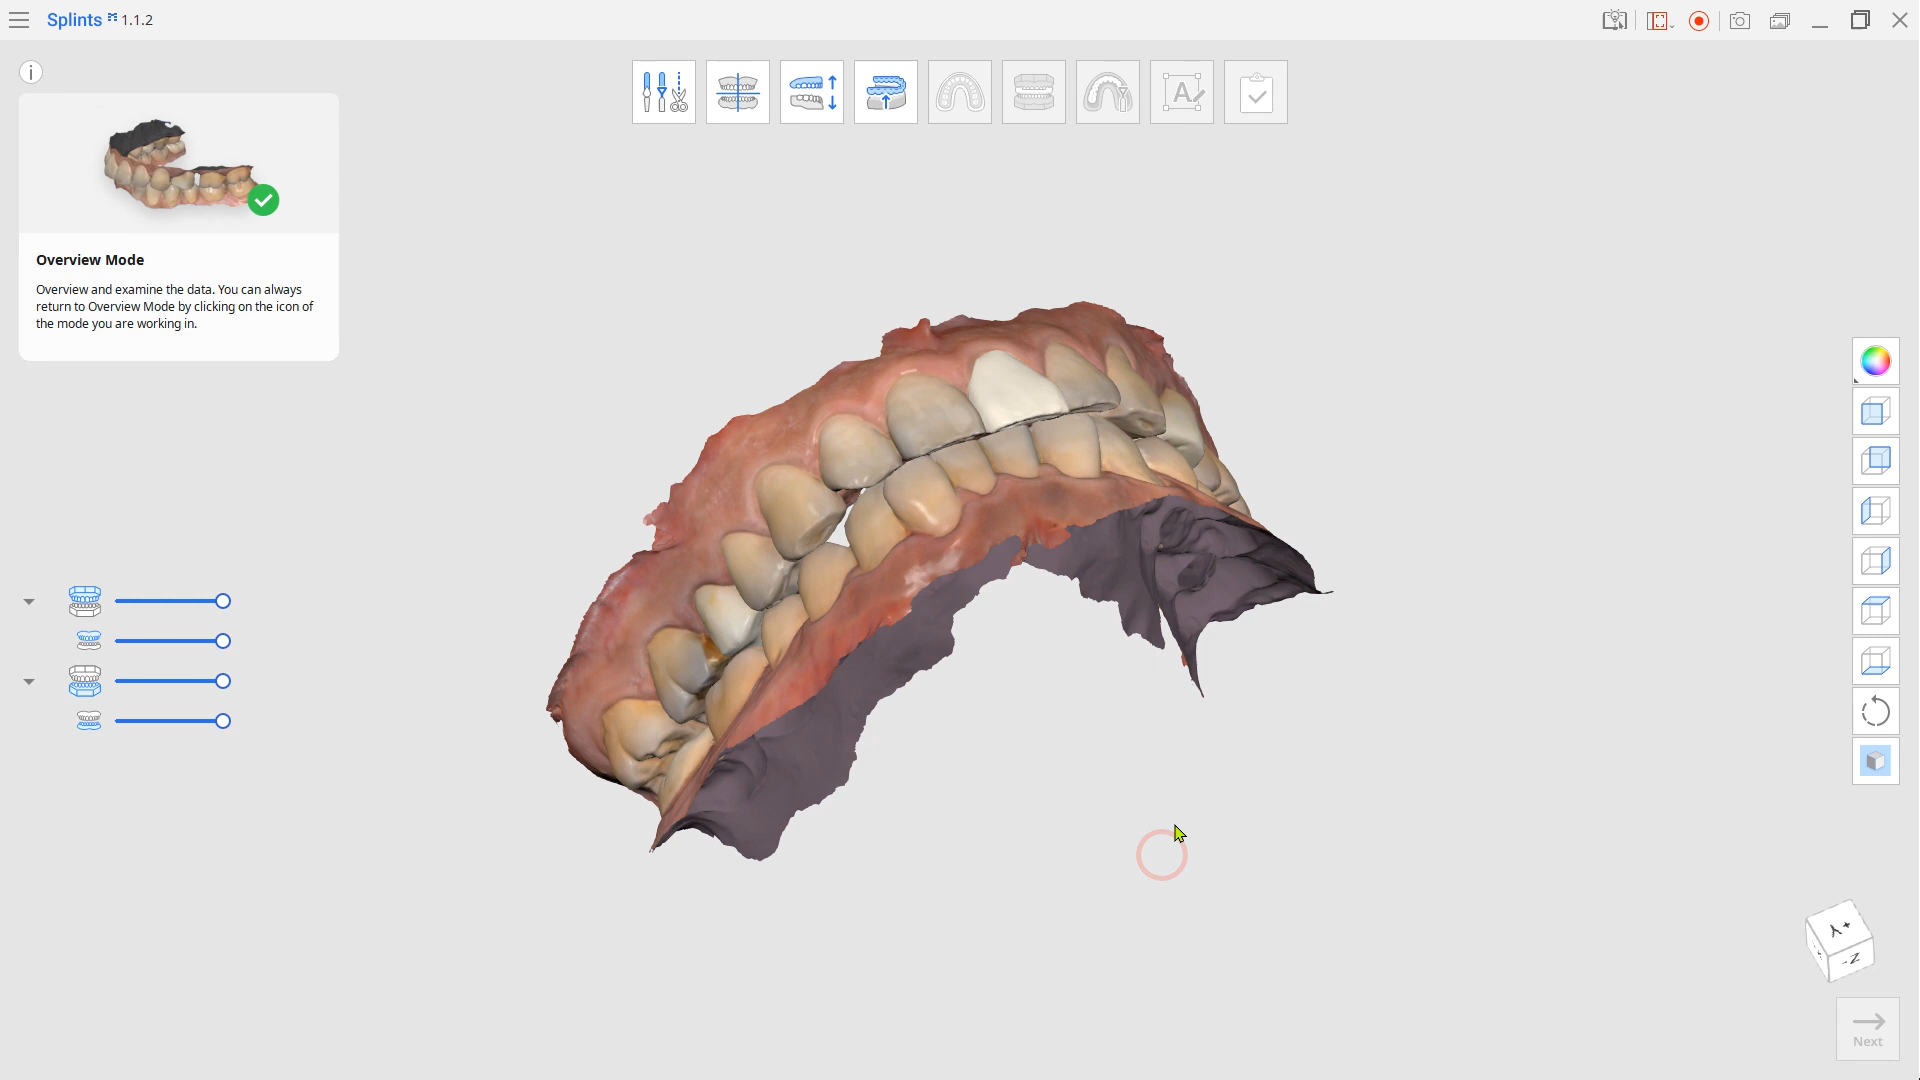 Splints 1.1.2
Overview Mode
Overview and examine the data. You can always
return to Overview Mode by clicking on the icon of
the mode you are working in.
A
Y+
-Z
Next